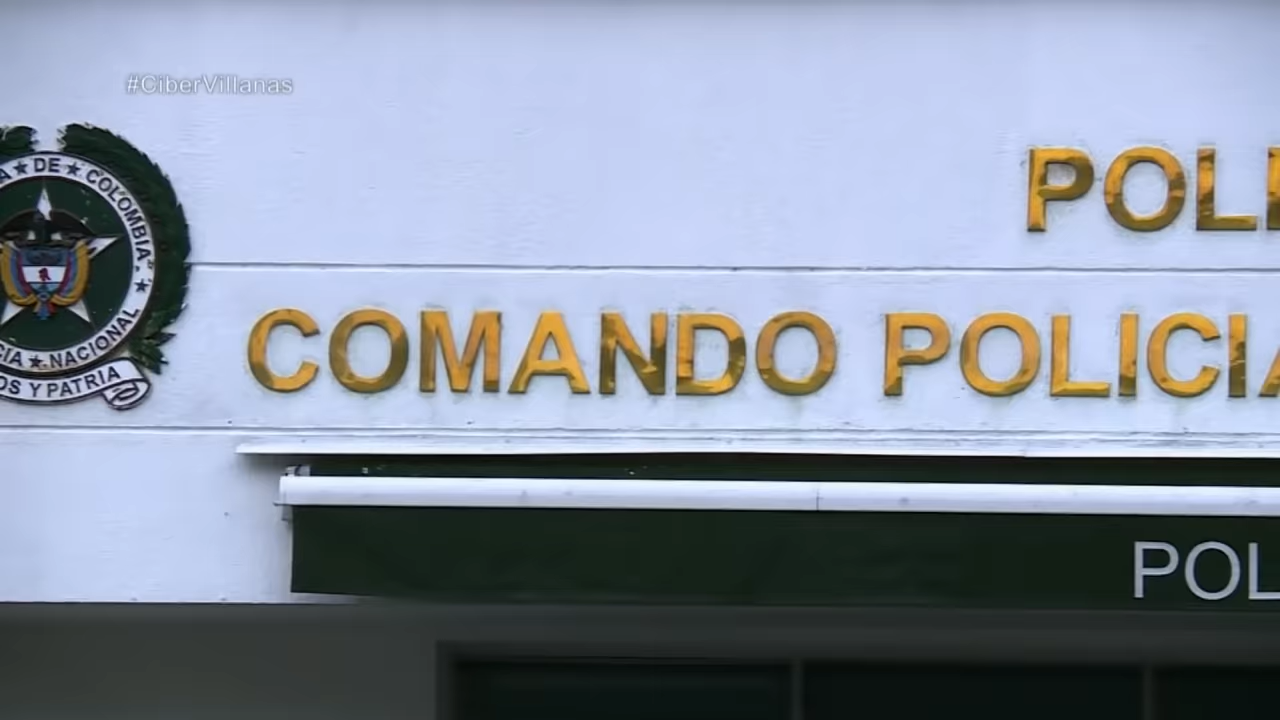 #CiberVillanas
A ★ DE ★ COLOMBIA. ★
CIA ★ NACIONAL
OS Y PATRIA
POL
COMANDO POLICIA
POL